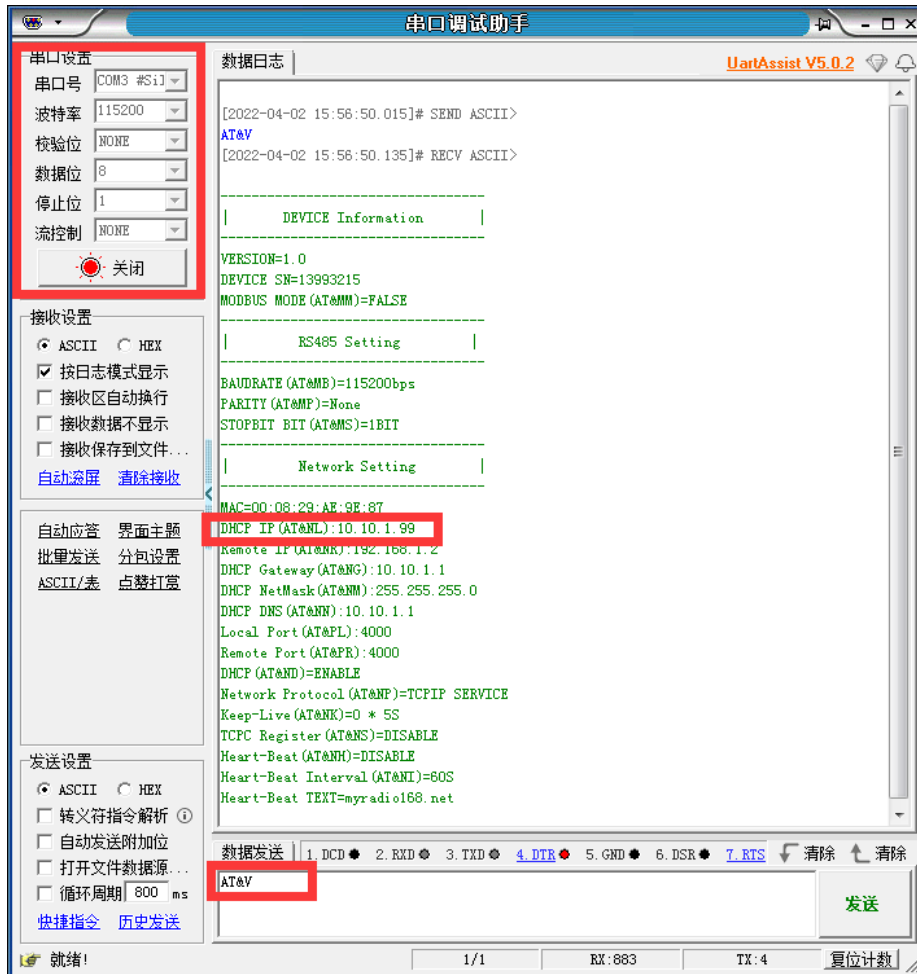 串口调试助手
串口设置
串口号 COM3 #Sil
波特率 115200
校验位 NONE
数据位 8
停止位 1
流控制 NONE
关闭
接收设置
ASCII HEX
按日志模式显示
接收区自动换行
接收数据不显示
接收保存到文件...
自动滚屏 清除接收
自动应答 界面主题
批量发送 分包设置
ASCII/表 点赞打赏
发送设置
ASCII HEX
转义符指令解析
自动发送附加位
打开文件数据源...
循环周期 800 ms
快捷指令 历史发送
数据日志 UartAssist V5.0.2
[2022-04-02 15:56:50.015]# SEND ASCII>
AT&V
[2022-04-02 15:56:50.135]# RECV ASCII>
---------------------------------
| DEVICE Information |
---------------------------------
VERSION=1.0
DEVICE SN=13993215
MODBUS MODE(AT&MM)=FALSE
---------------------------------
| RS485 Setting |
---------------------------------
BAUDRATE(AT&MB)=115200bps
PARITY(AT&MP)=None
STOPBIT BIT(AT&MS)=1BIT
---------------------------------
| Network Setting |
---------------------------------
MAC=00:08:29:AE:9E:87
DHCP IP(AT&NL):10.10.1.99
Remote IP(AT&NR):192.168.1.2
DHCP Gateway(AT&NG):10.10.1.1
DHCP NetMask(AT&NM):255.255.255.0
DHCP DNS(AT&NN):10.10.1.1
Local Port(AT&PL):4000
Remote Port(AT&PR):4000
DHCP(AT&ND)=ENABLE
Network Protocol(AT&NP)=TCPIP SERVICE
Keep-Live(AT&NK)=0 * 5S
TCPC Register(AT&NS)=DISABLE
Heart-Beat(AT&NH)=DISABLE
Heart-Beat Interval(AT&NI)=60S
Heart-Beat TEXT=myradio168.net
数据发送 1.DCD 2.RXD 3.TXD 4.DTR 5.GND 6.DSR 7.RTS 清除 清除
AT&V
发送
就绪! 1/1 RX:883 TX:4 复位计数